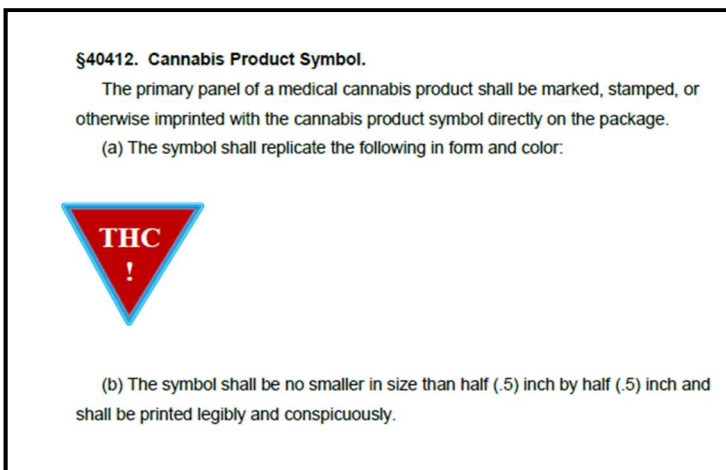 §40412. Cannabis Product Symbol.
The primary panel of a medical cannabis product shall be marked, stamped, or
otherwise imprinted with the cannabis product symbol directly on the package.
(a) The symbol shall replicate the following in form and color:
THC
!
(b) The symbol shall be no smaller in size than half (.5) inch by half (.5) inch and
shall be printed legibly and conspicuously.